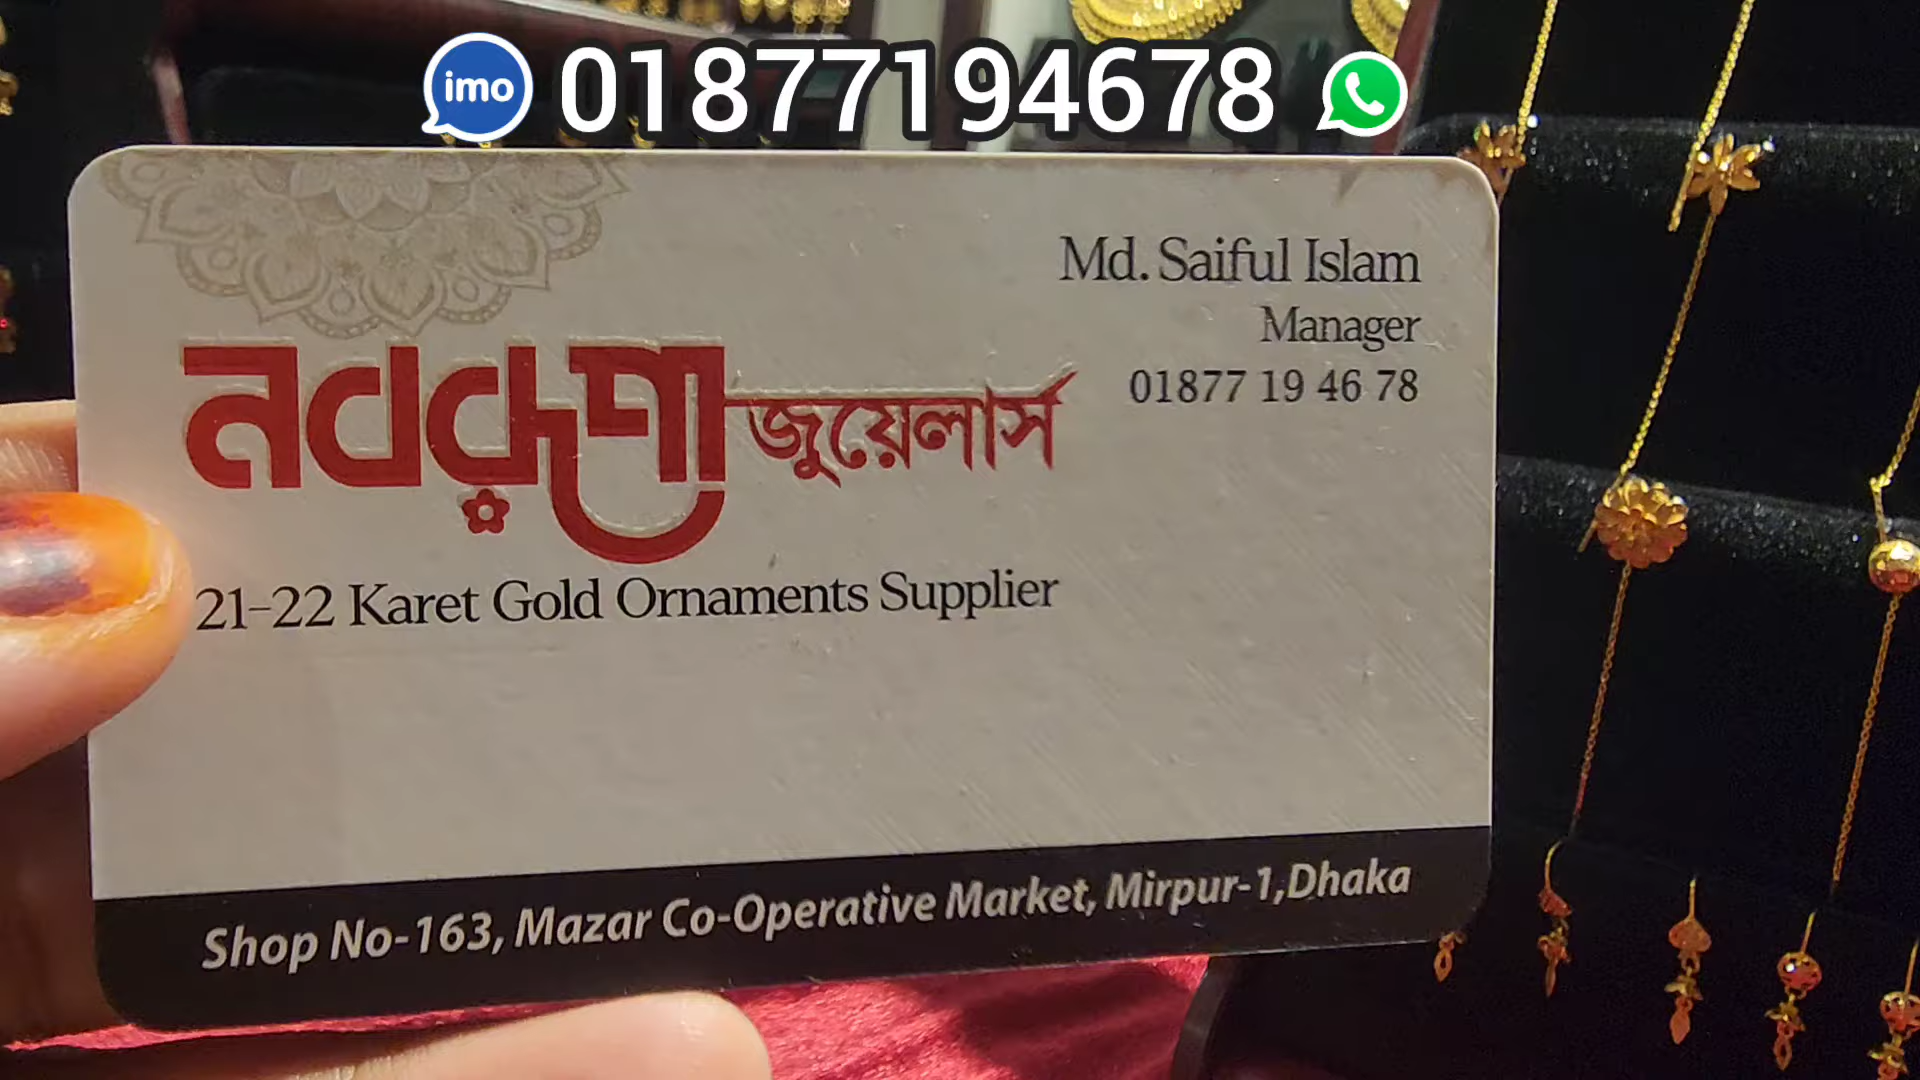 imo 01877194678
Md. Saiful Islam
Manager
01877 19 46 78
নবরূপা জুয়েলার্স
21-22 Karet Gold Ornaments Supplier
Shop No-163, Mazar Co-Operative Market, Mirpur-1,Dhaka